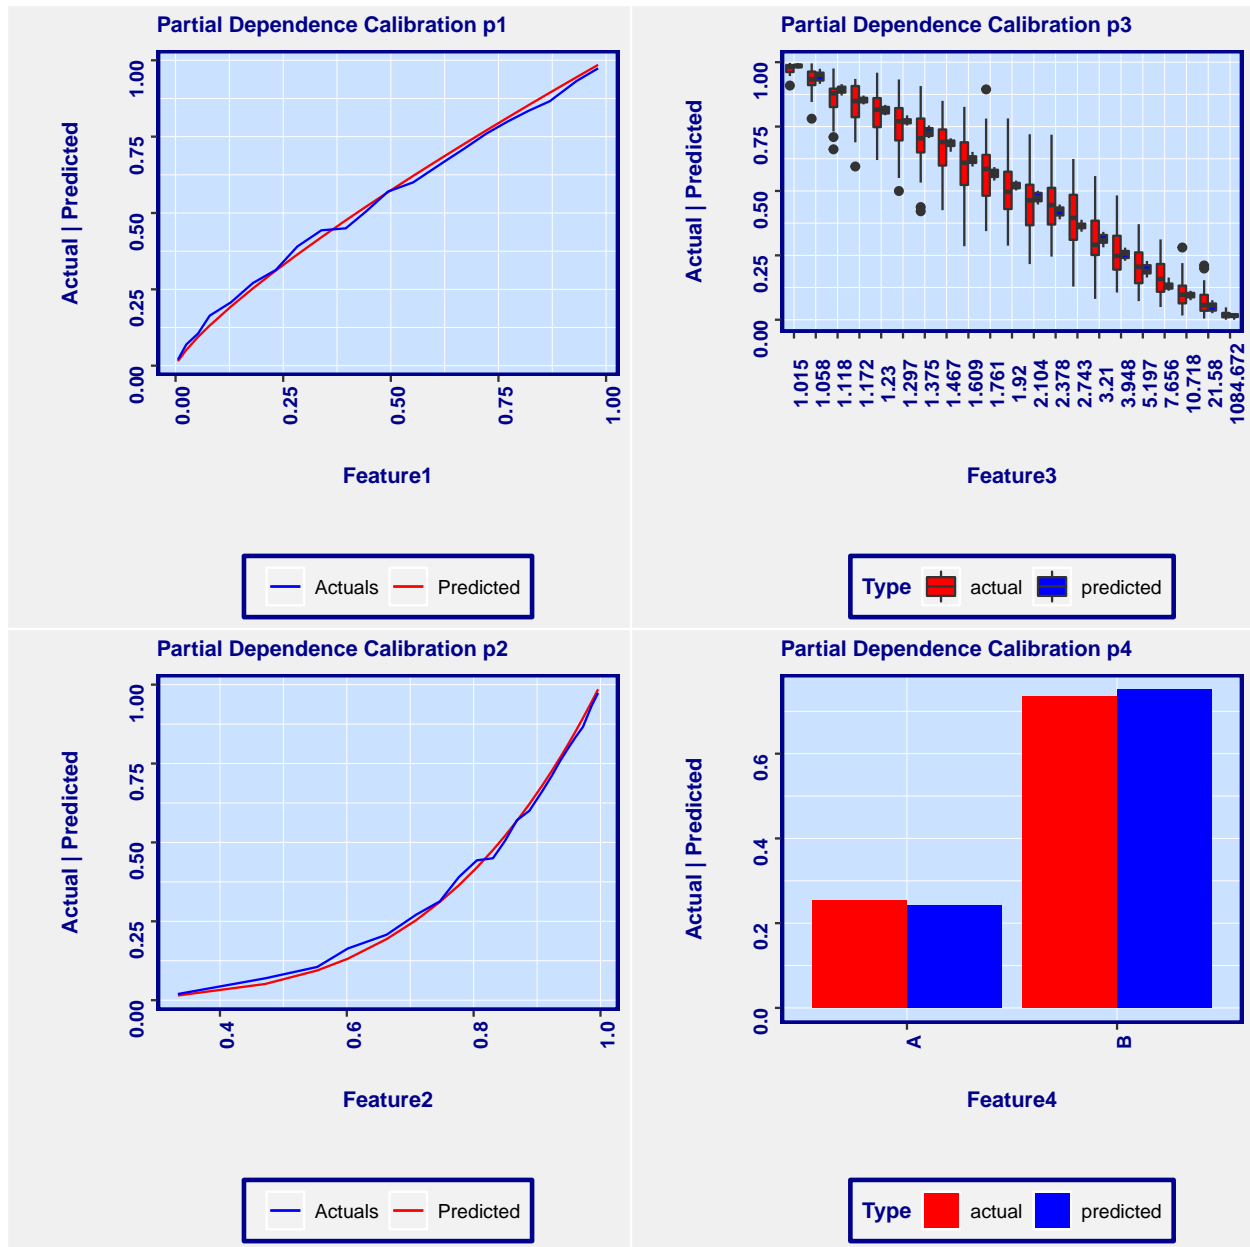 Partial Dependence Calibration p1
Actual | Predicted
1.00
0.75
0.50
0.25
0.00
0.00 0.25 0.50 0.75 1.00
Feature1
Actuals Predicted
Partial Dependence Calibration p3
Actual | Predicted
1.00
0.75
0.50
0.25
0.00
1.015 1.058 1.118 1.172 1.23 1.297 1.375 1.467 1.609 1.761 1.92 2.104 2.378 2.743 3.21 3.948 5.197 7.656 10.718 21.58 1084.672
Feature3
Type actual predicted
Partial Dependence Calibration p2
Actual | Predicted
1.00
0.75
0.50
0.25
0.00
0.4 0.6 0.8 1.0
Feature2
Actuals Predicted
Partial Dependence Calibration p4
Actual | Predicted
0.6
0.4
0.2
0.0
A B
Feature4
Type actual predicted